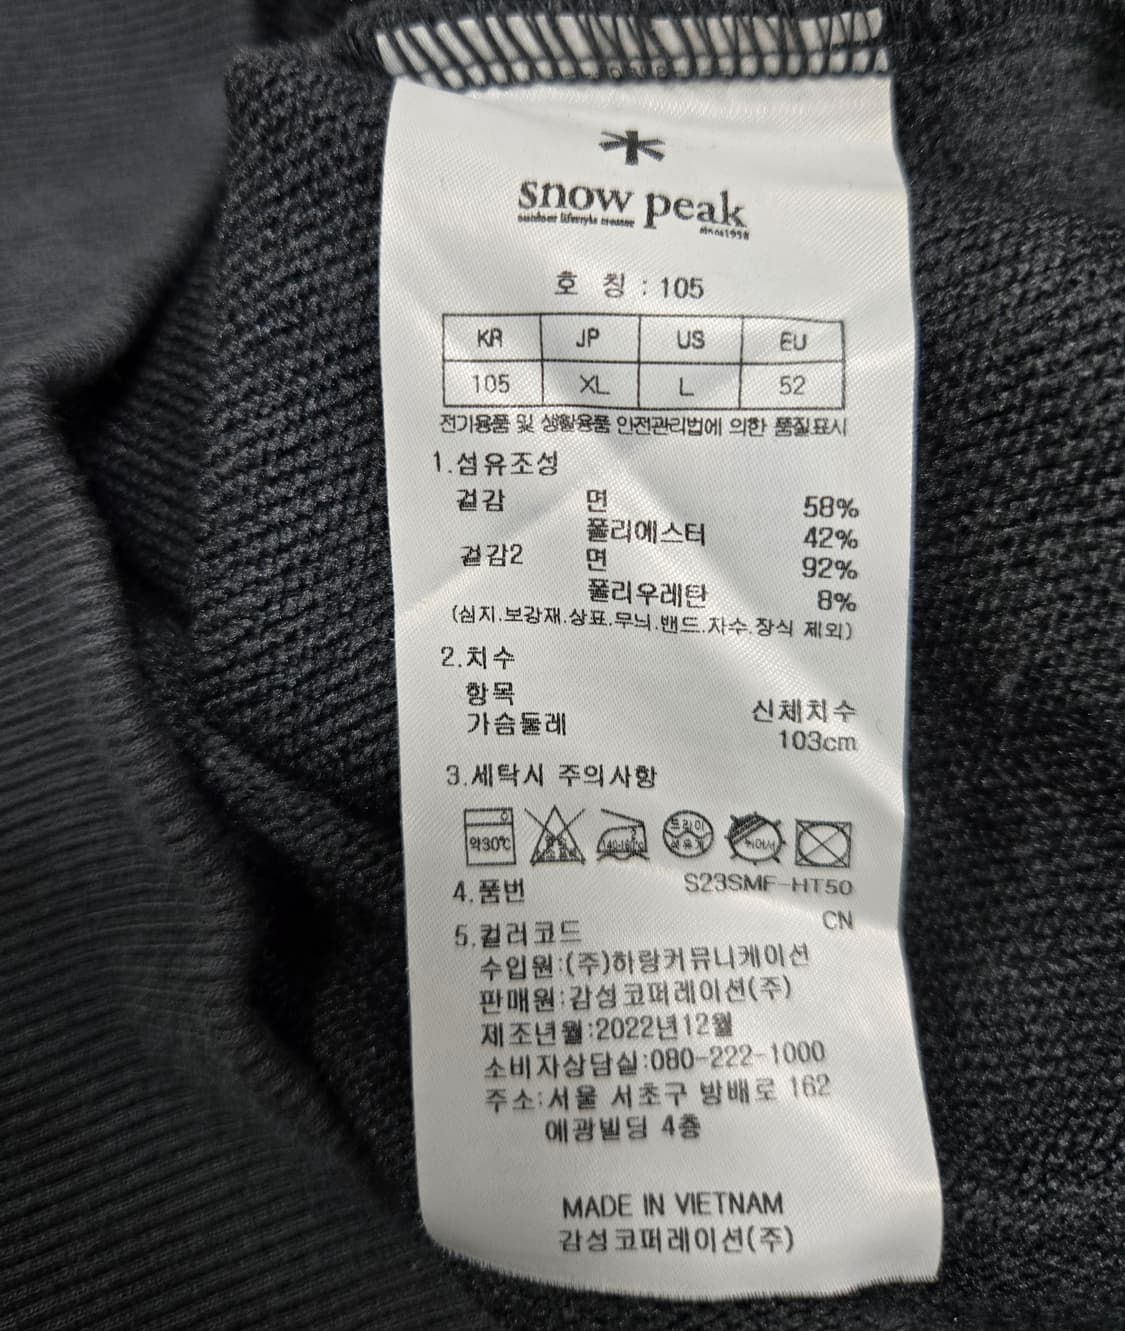 snow peak
outdoor lifestyle creator
since1958
호 칭 : 105
KR JP US EU
105 XL L 52
전기용품 및 생활용품 안전관리법에 의한 품질표시
1.섬유조성
겉감 면 58%
폴리에스터 42%
겉감2 면 92%
폴리우레탄 8%
(심지.보강재.상표.무늬.밴드.자수.장식 제외)
2.치수
항목 신체치수
가슴둘레 103cm
3.세탁시 주의사항
약30℃
드라이
뉘어서
4.품번 S23SMF-HT50
5.컬러코드 CN
수입원:(주)하랑커뮤니케이션
판매원:감성코퍼레이션(주)
제조년월:2022년12월
소비자상담실:080-222-1000
주소:서울 서초구 방배로 162
에광빌딩 4층
MADE IN VIETNAM
감성코퍼레이션(주)